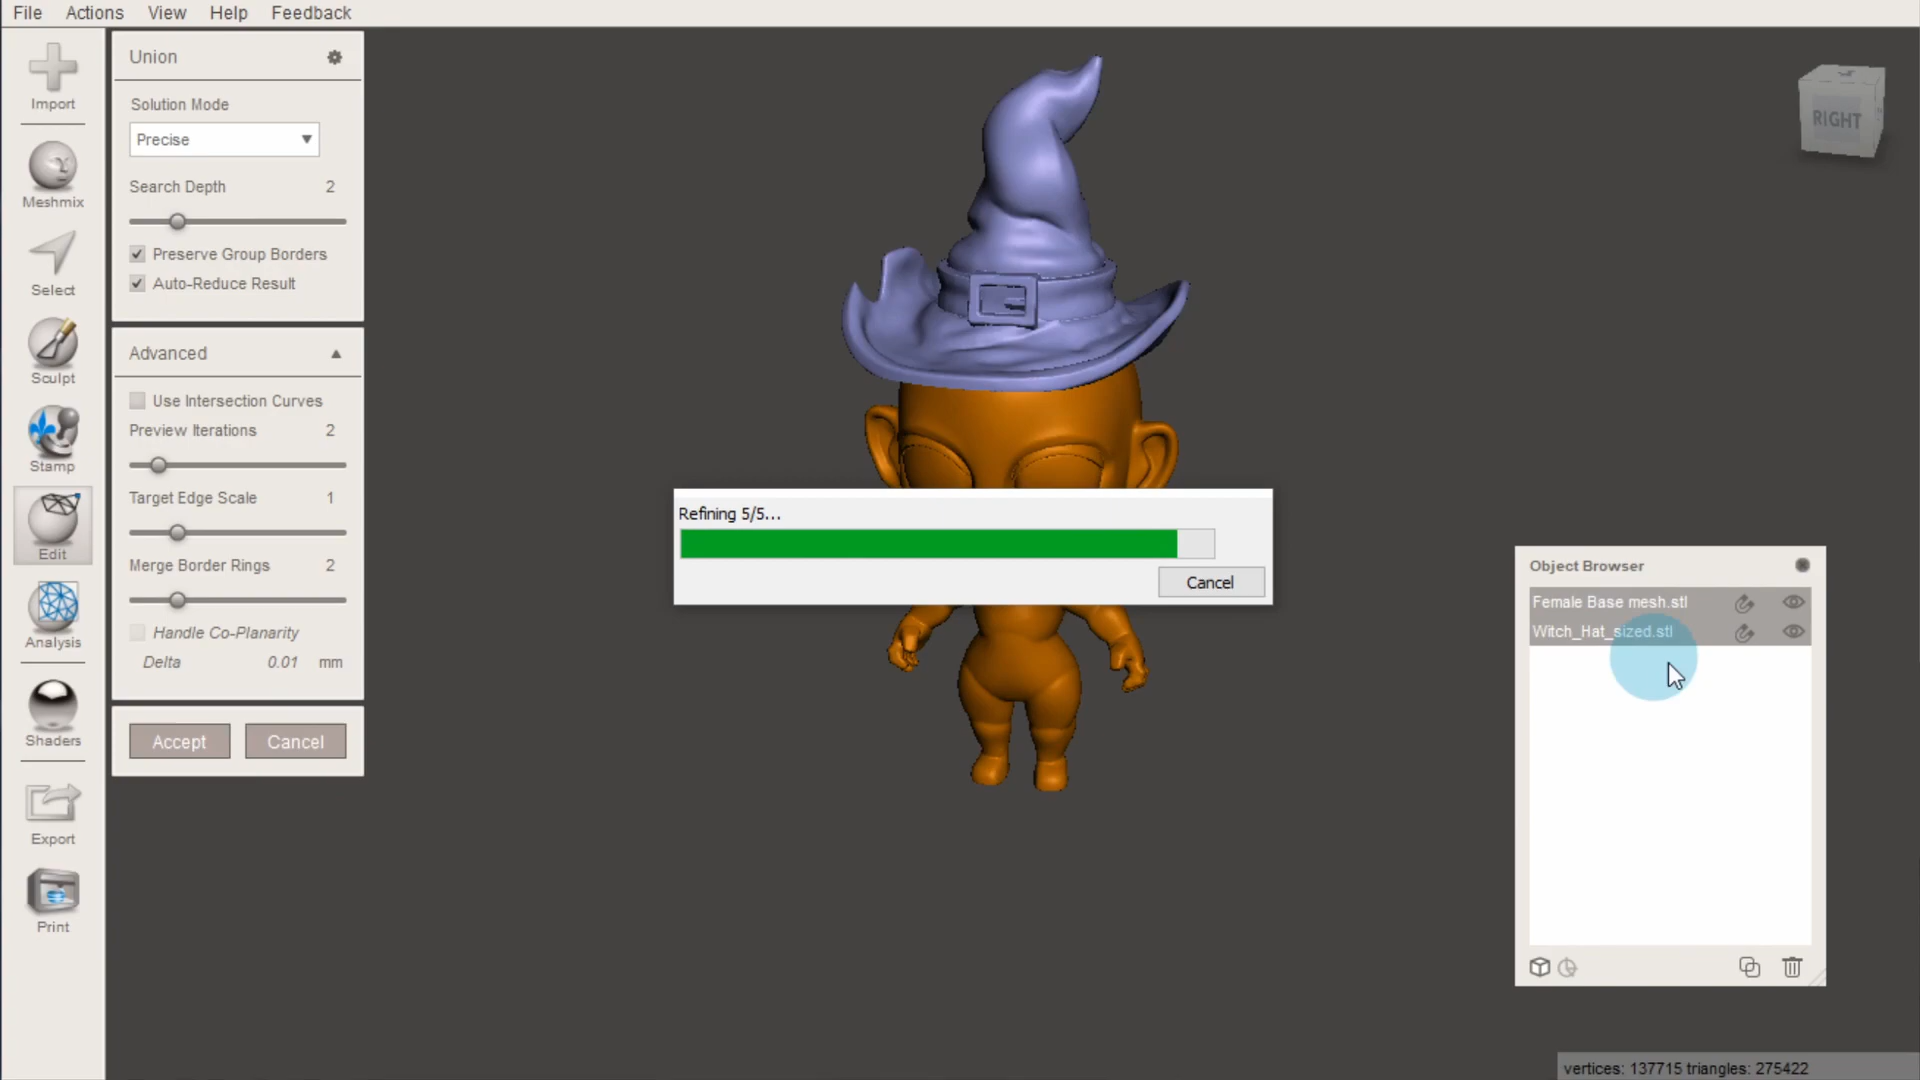 File Actions View Help Feedback
Import
Meshmix
Select
Sculpt
Stamp
Edit
Analysis
Shaders
Export
Print
Union
Solution Mode
Precise
Search Depth 2
Preserve Group Borders
Auto-Reduce Result
Advanced
Use Intersection Curves
Preview Iterations 2
Target Edge Scale 1
Merge Border Rings 2
Handle Co-Planarity
Delta 0.01 mm
Accept Cancel
Refining 5/5...
Cancel
RIGHT
Object Browser
Female Base mesh.stl
Witch_Hat_sized.stl
vertices: 137715 triangles: 275422